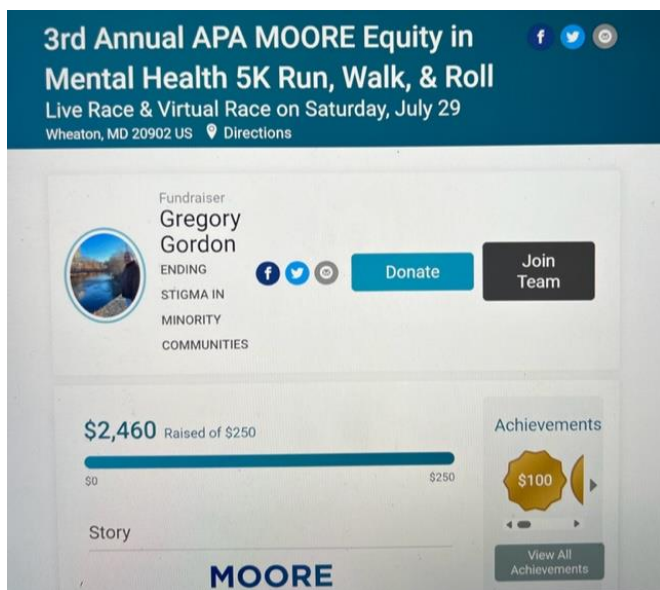 3rd Annual APA MOORE Equity in
Mental Health 5K Run, Walk, & Roll
Live Race & Virtual Race on Saturday, July 29
Wheaton, MD 20902 US Directions
Fundraiser
Gregory
Gordon
ENDING
STIGMA IN
MINORITY
COMMUNITIES
Donate
Join
Team
$2,460 Raised of $250
$0 $250
Achievements
$100
View All
Achievements
Story
MOORE